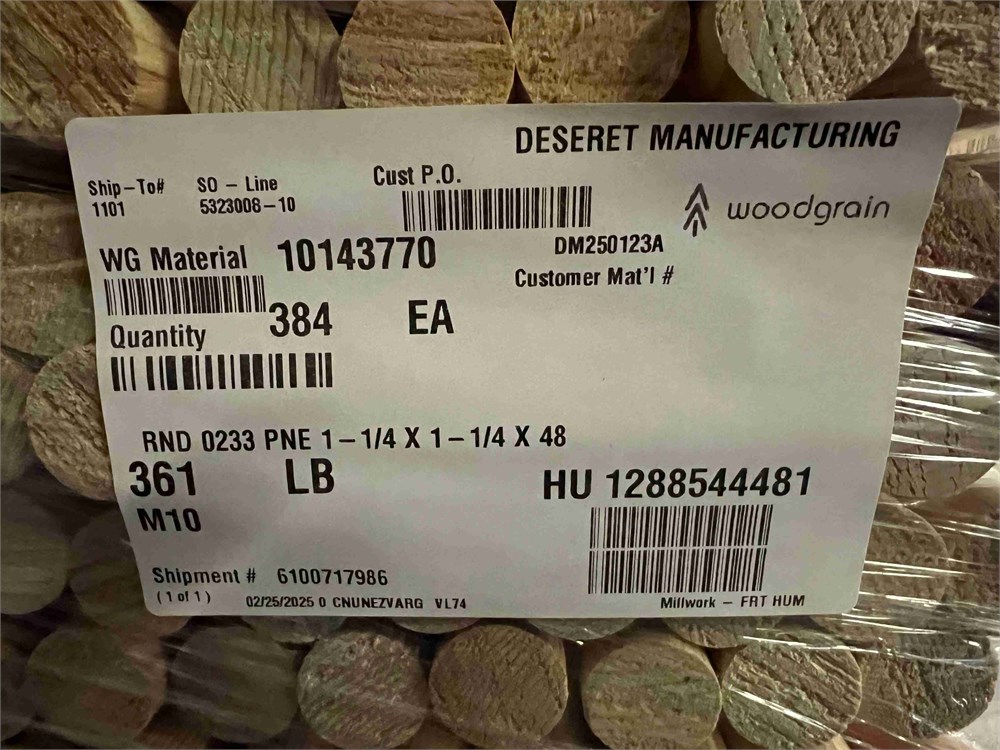 DESERET MANUFACTURING
Ship-To# SO - Line Cust P.O.
1101 5323008-10
woodgrain
WG Material 10143770 DM250123A
Customer Mat'l #
Quantity 384 EA
RND 0233 PNE 1-1/4 X 1-1/4 X 48
361 LB HU 1288544481
M10
Shipment # 6100717986
(1 of 1) 02/25/2025 0 CNUNEZVARG VL74 Millwork - FRT HUM